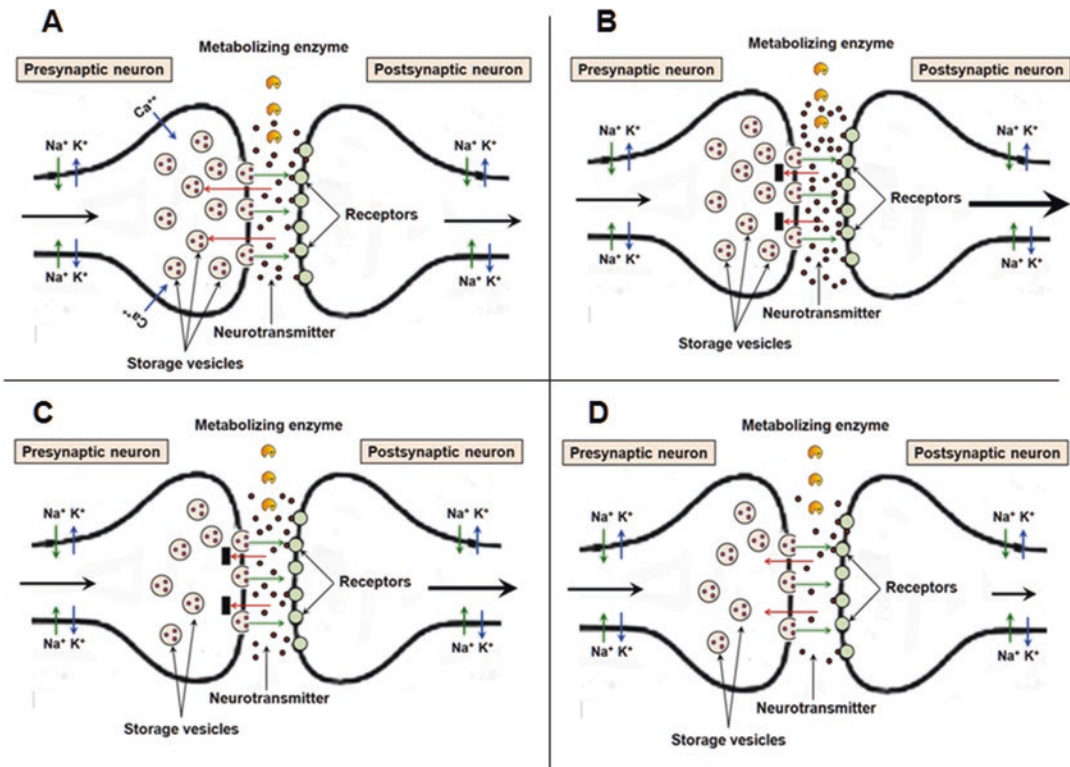 A
Metabolizing enzyme
Presynaptic neuron
Postsynaptic neuron
Ca⁺⁺
Na⁺ K⁺
Na⁺ K⁺
Receptors
Na⁺ K⁺
Na⁺ K⁺
Ca⁺⁺
Neurotransmitter
Storage vesicles
B
Metabolizing enzyme
Presynaptic neuron
Postsynaptic neuron
Na⁺ K⁺
Na⁺ K⁺
Receptors
Na⁺ K⁺
Na⁺ K⁺
Neurotransmitter
Storage vesicles
C
Metabolizing enzyme
Presynaptic neuron
Postsynaptic neuron
Na⁺ K⁺
Na⁺ K⁺
Receptors
Na⁺ K⁺
Na⁺ K⁺
Neurotransmitter
Storage vesicles
D
Metabolizing enzyme
Presynaptic neuron
Postsynaptic neuron
Na⁺ K⁺
Na⁺ K⁺
Receptors
Na⁺ K⁺
Na⁺ K⁺
Neurotransmitter
Storage vesicles